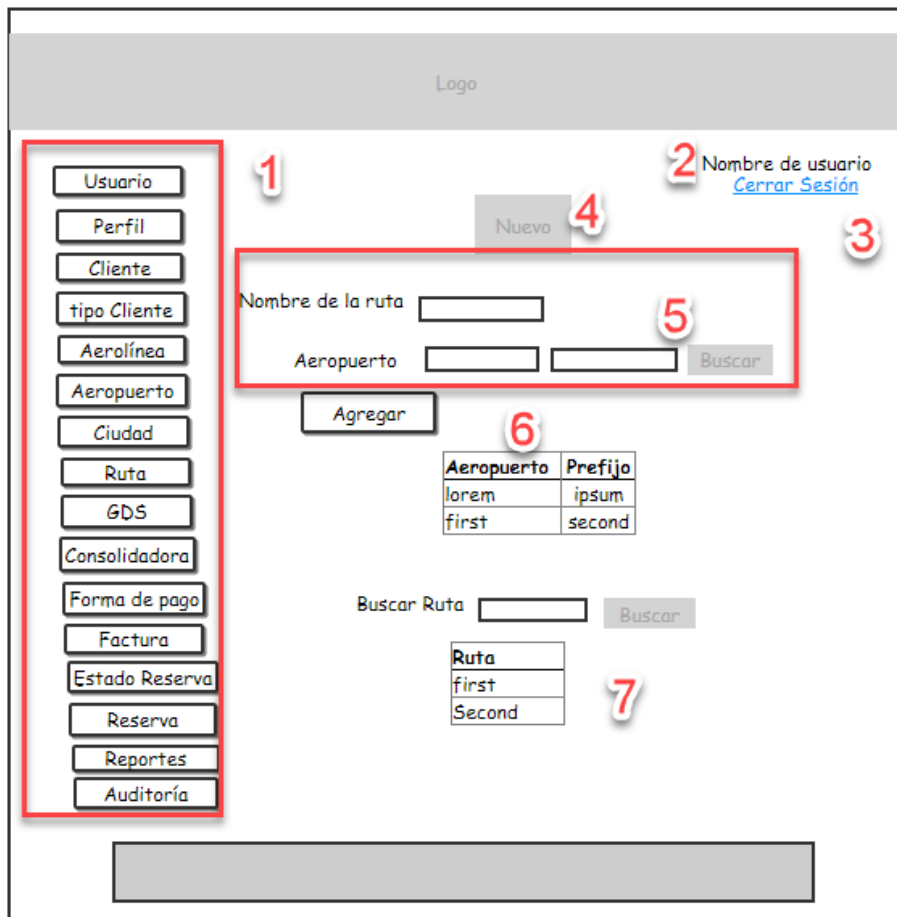 Logo
1
2
Nombre de usuario
Cerrar Sesión
3
Usuario
Perfil
Cliente
tipo Cliente
Aerolínea
Aeropuerto
Ciudad
Ruta
GDS
Consolidadora
Forma de pago
Factura
Estado Reserva
Reserva
Reportes
Auditoría
Nuevo
4
Nombre de la ruta
5
Aeropuerto
Buscar
Agregar
6
Aeropuerto Prefijo
lorem ipsum
first second
Buscar Ruta
Buscar
Ruta
first
Second
7